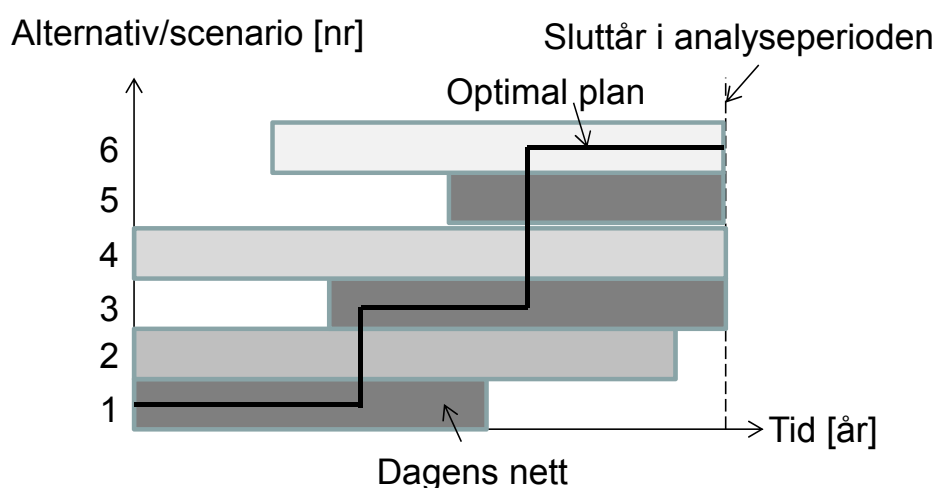 Alternativ/scenario [nr]
Sluttår i analyseperioden
Optimal plan
6
5
4
3
2
1
Tid [år]
Dagens nett